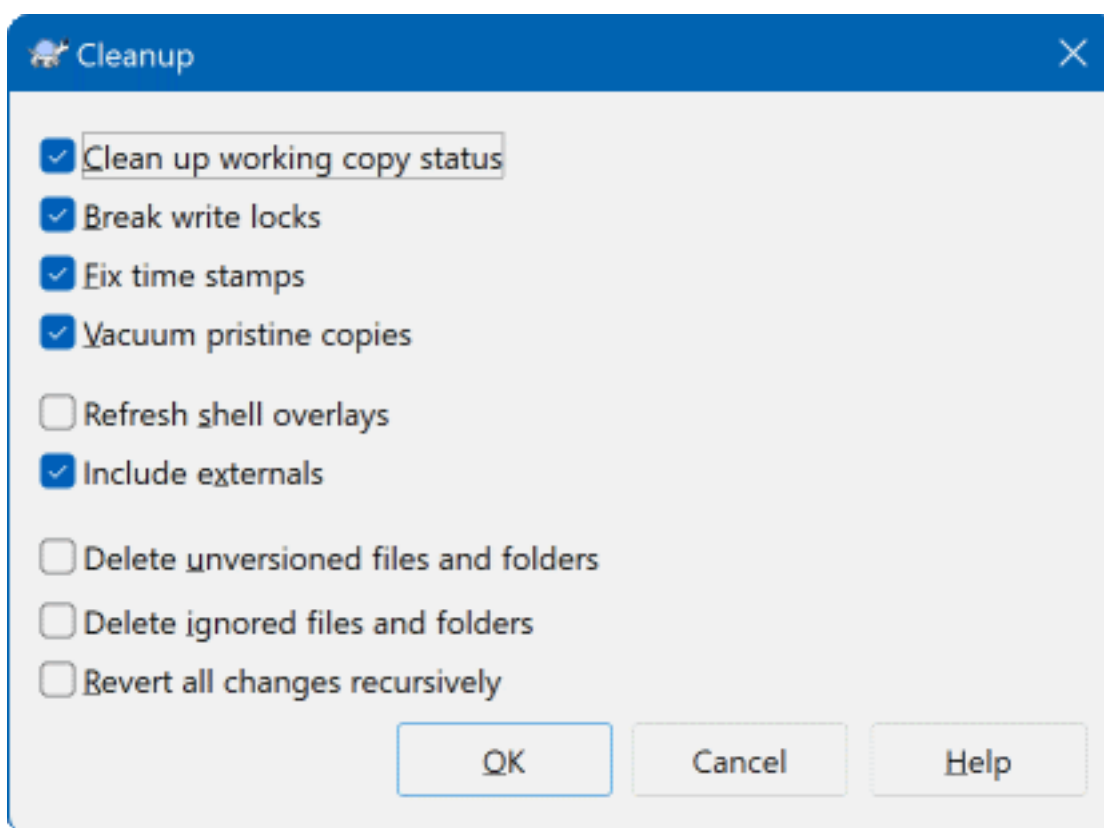 Cleanup
Clean up working copy status
Break write locks
Fix time stamps
Vacuum pristine copies
Refresh shell overlays
Include externals
Delete unversioned files and folders
Delete ignored files and folders
Revert all changes recursively
OK Cancel Help